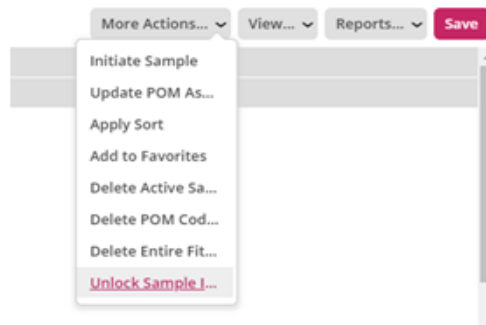 More Actions... View... Reports... Save
Initiate Sample
Update POM As...
Apply Sort
Add to Favorites
Delete Active Sa...
Delete POM Cod...
Delete Entire Fit...
Unlock Sample I...